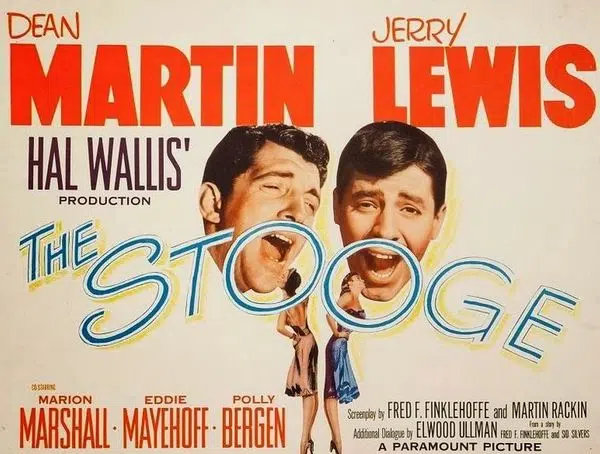 DEAN MARTIN
JERRY LEWIS
HAL WALLIS'
PRODUCTION
THE STOOGE
CO-STARRING
MARION MARSHALL · EDDIE MAYEHOFF · POLLY BERGEN
Screenplay by FRED F. FINKLEHOFFE and MARTIN RACKIN
Additional Dialogue by ELWOOD ULLMAN From a story by FRED F. FINKLEHOFFE and SID SILVERS
A PARAMOUNT PICTURE